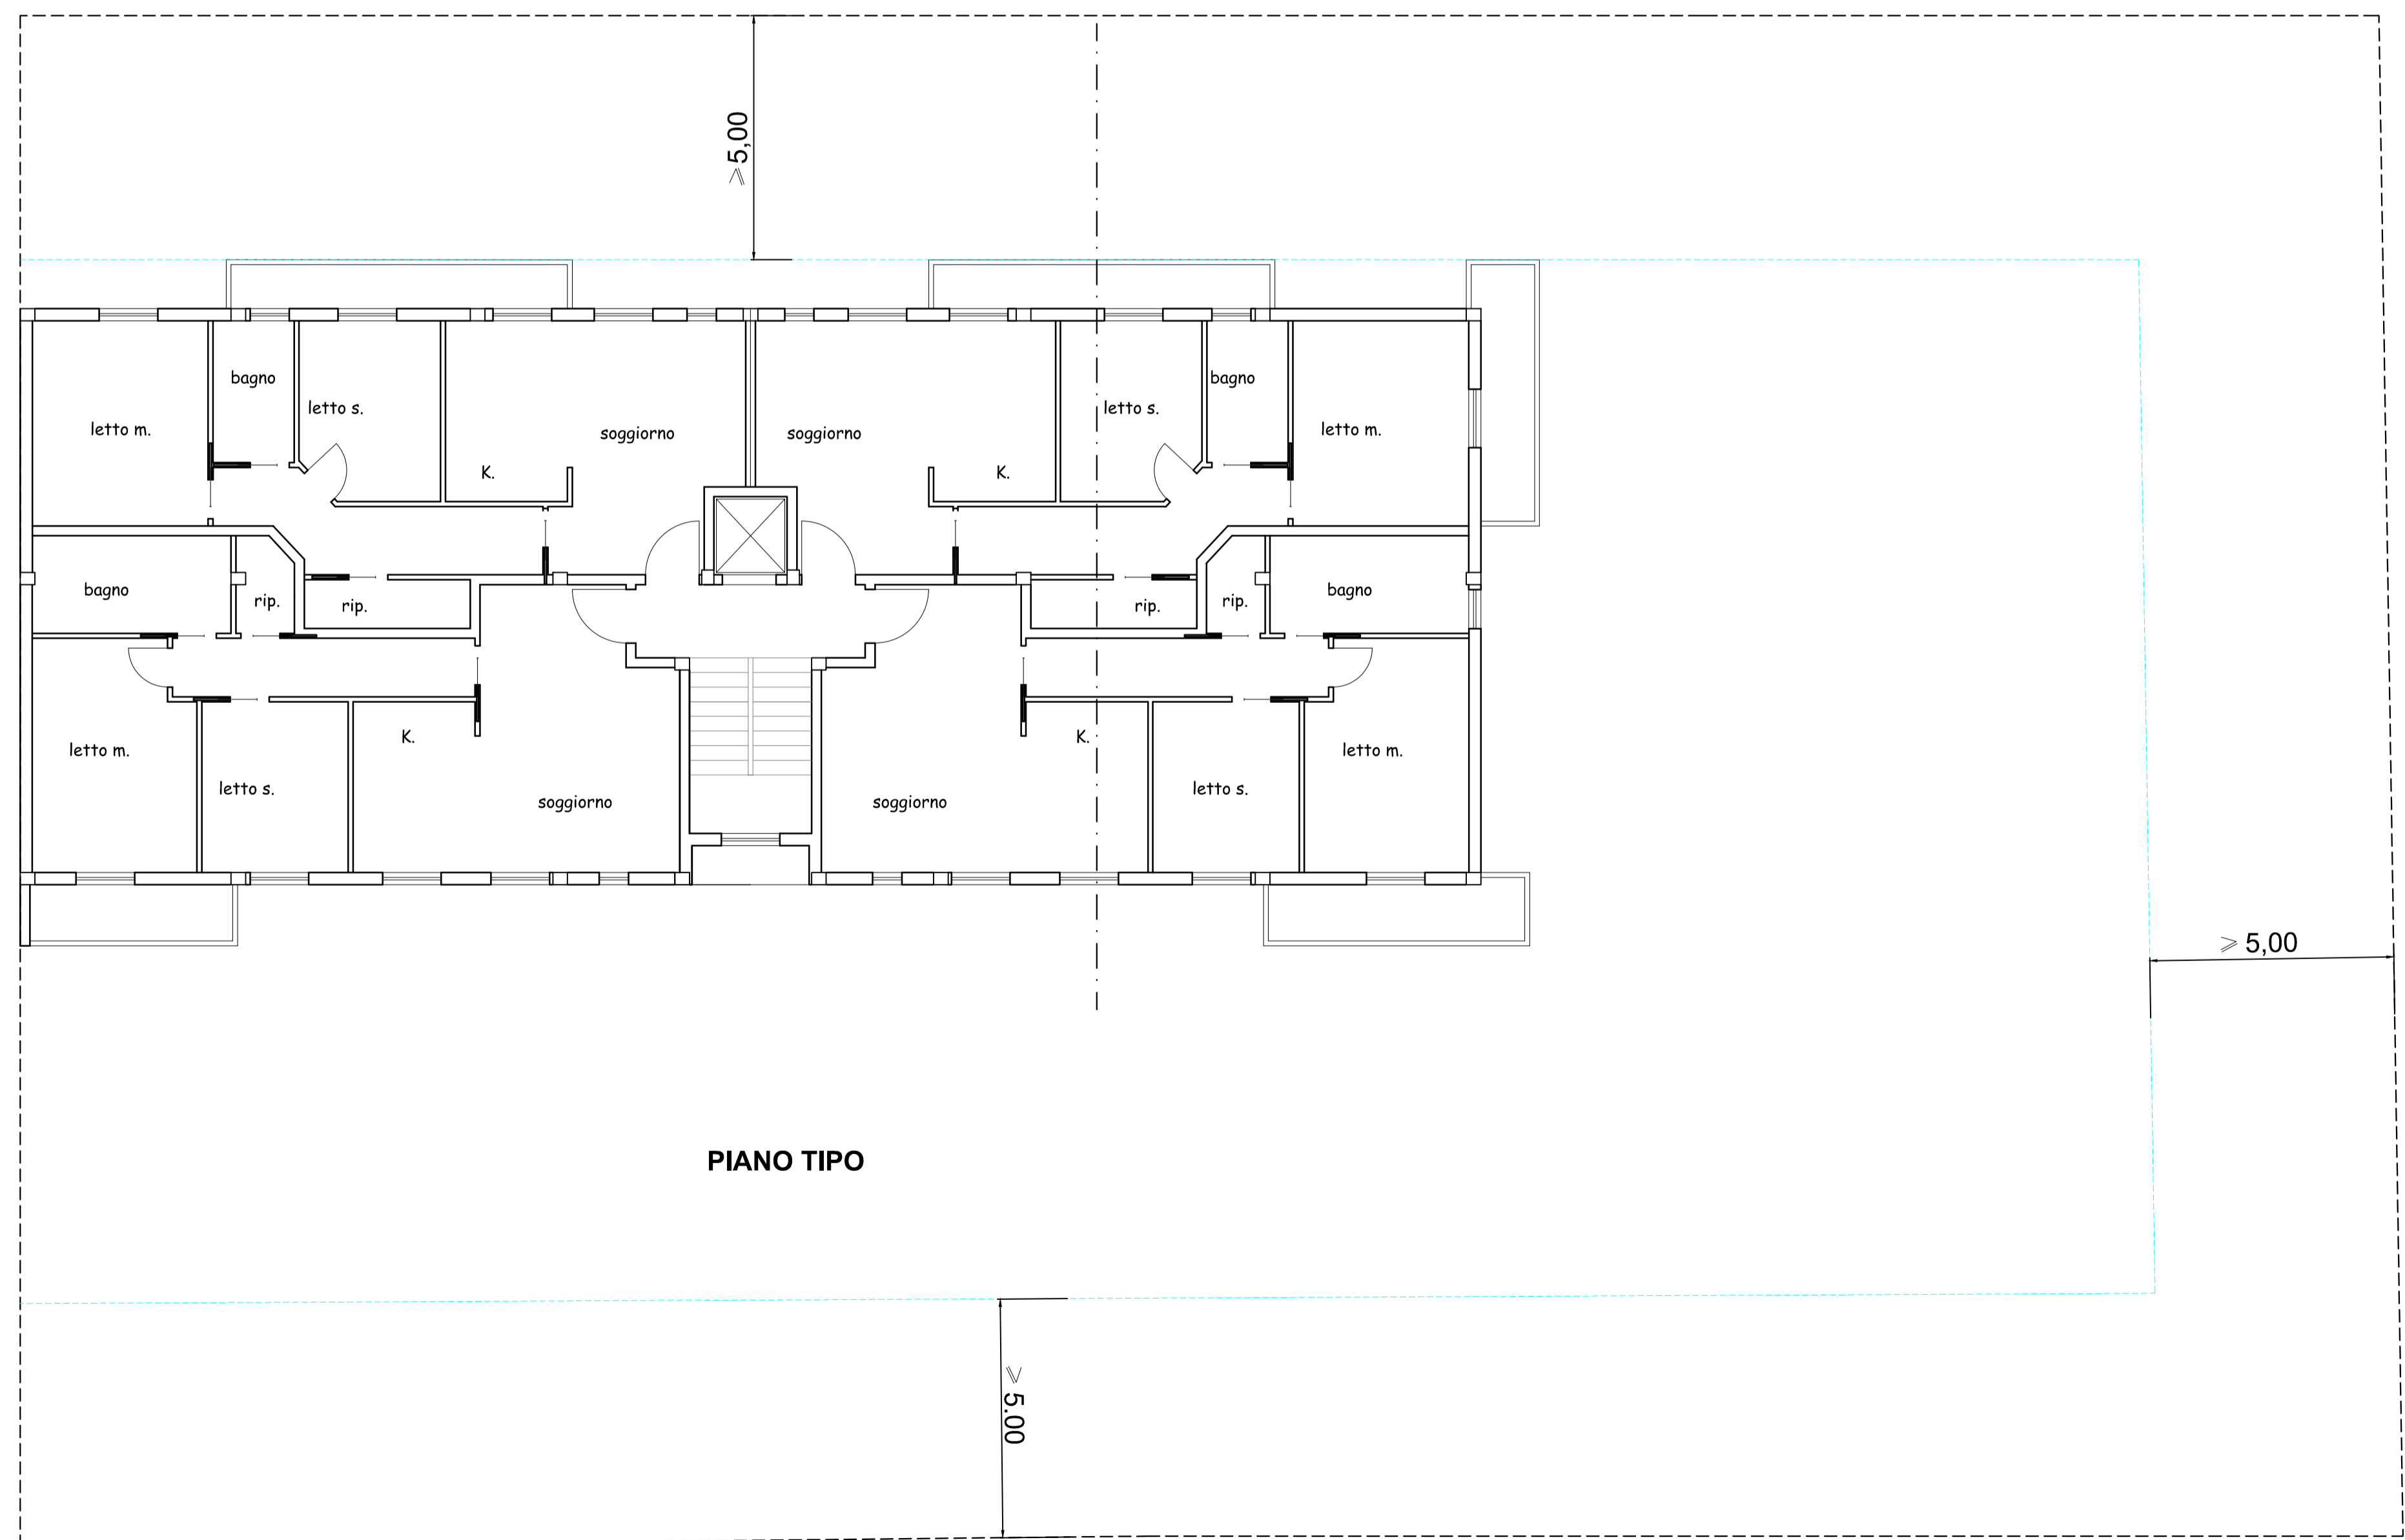 ⩾ 5,00
bagno
letto s.
letto m.
soggiorno
K.
soggiorno
K.
letto s.
bagno
letto m.
bagno
rip.
rip.
rip.
rip.
bagno
letto m.
letto s.
K.
soggiorno
soggiorno
K.
letto s.
letto m.
⩾ 5,00
PIANO TIPO
⩾ 5.00